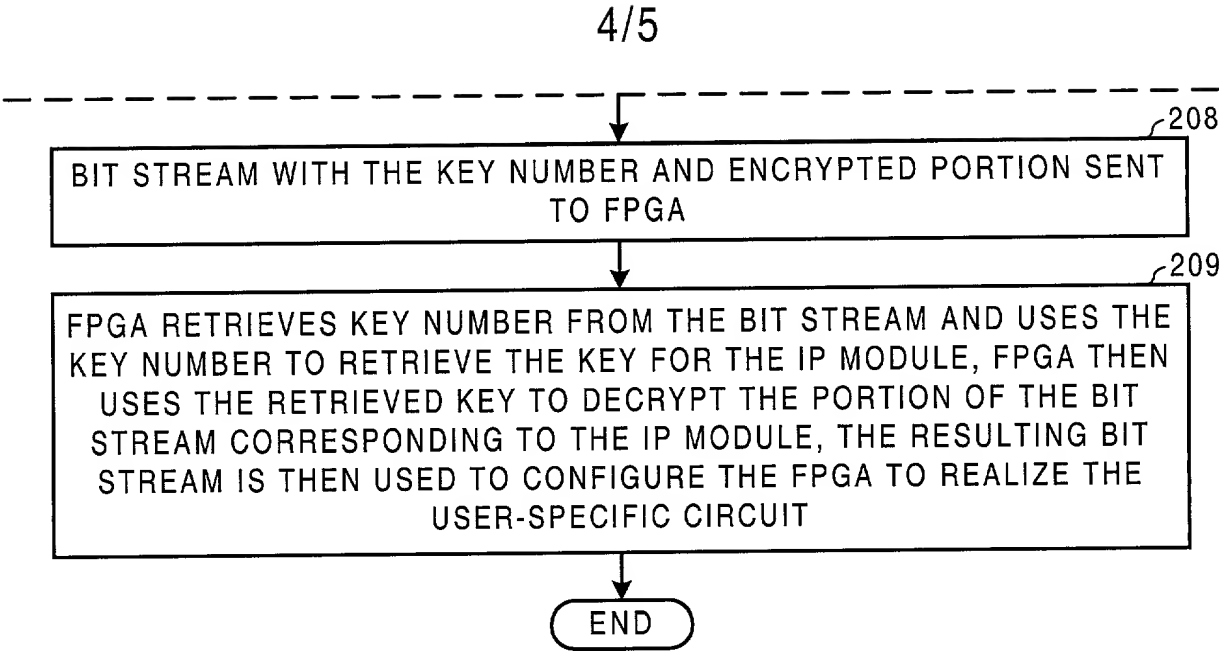 4/5
208
BIT STREAM WITH THE KEY NUMBER AND ENCRYPTED PORTION SENT
TO FPGA
209
FPGA RETRIEVES KEY NUMBER FROM THE BIT STREAM AND USES THE
KEY NUMBER TO RETRIEVE THE KEY FOR THE IP MODULE, FPGA THEN
USES THE RETRIEVED KEY TO DECRYPT THE PORTION OF THE BIT
STREAM CORRESPONDING TO THE IP MODULE, THE RESULTING BIT
STREAM IS THEN USED TO CONFIGURE THE FPGA TO REALIZE THE
USER-SPECIFIC CIRCUIT
END